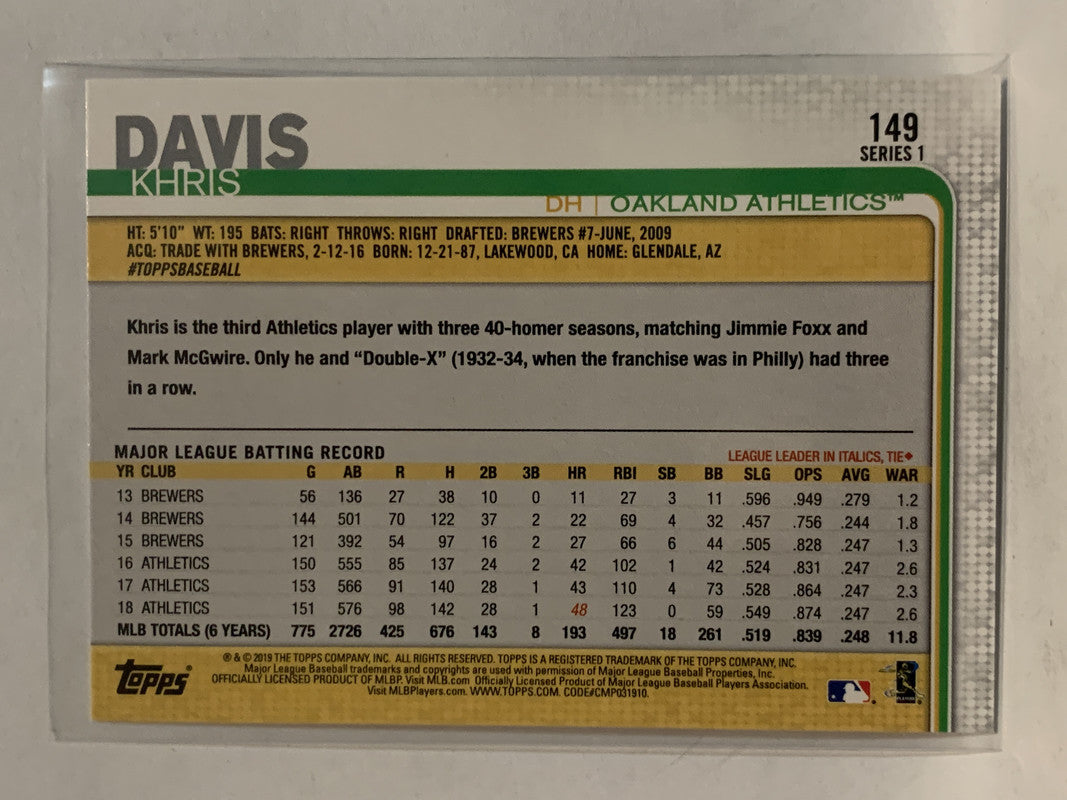 DAVIS
KHRIS
149
SERIES 1
DH | OAKLAND ATHLETICS™
HT: 5'10" WT: 195 BATS: RIGHT THROWS: RIGHT DRAFTED: BREWERS #7-JUNE, 2009
ACQ: TRADE WITH BREWERS, 2-12-16 BORN: 12-21-87, LAKEWOOD, CA HOME: GLENDALE, AZ
#TOPPSBASEBALL
Khris is the third Athletics player with three 40-homer seasons, matching Jimmie Foxx and
Mark McGwire. Only he and “Double-X” (1932-34, when the franchise was in Philly) had three
in a row.
MAJOR LEAGUE BATTING RECORD
LEAGUE LEADER IN ITALICS, TIE◆
YR CLUB G AB R H 2B 3B HR RBI SB BB SLG OPS AVG WAR
13 BREWERS 56 136 27 38 10 0 11 27 3 11 .596 .949 .279 1.2
14 BREWERS 144 501 70 122 37 2 22 69 4 32 .457 .756 .244 1.8
15 BREWERS 121 392 54 97 16 2 27 66 6 44 .505 .828 .247 1.3
16 ATHLETICS 150 555 85 137 24 2 42 102 1 42 .524 .831 .247 2.6
17 ATHLETICS 153 566 91 140 28 1 43 110 4 73 .528 .864 .247 2.3
18 ATHLETICS 151 576 98 142 28 1 48 123 0 59 .549 .874 .247 2.6
MLB TOTALS (6 YEARS) 775 2726 425 676 143 8 193 497 18 261 .519 .839 .248 11.8
Topps®
® & © 2019 THE TOPPS COMPANY, INC. ALL RIGHTS RESERVED. TOPPS IS A REGISTERED TRADEMARK OF THE TOPPS COMPANY, INC.
Major League Baseball trademarks and copyrights are used with permission of Major League Baseball Properties, Inc.
OFFICIALLY LICENSED PRODUCT OF MLBP. Visit MLB.com Officially Licensed Product of Major League Baseball Players Association.
Visit MLBPlayers.com. WWW.TOPPS.COM. CODE#CMP031910.